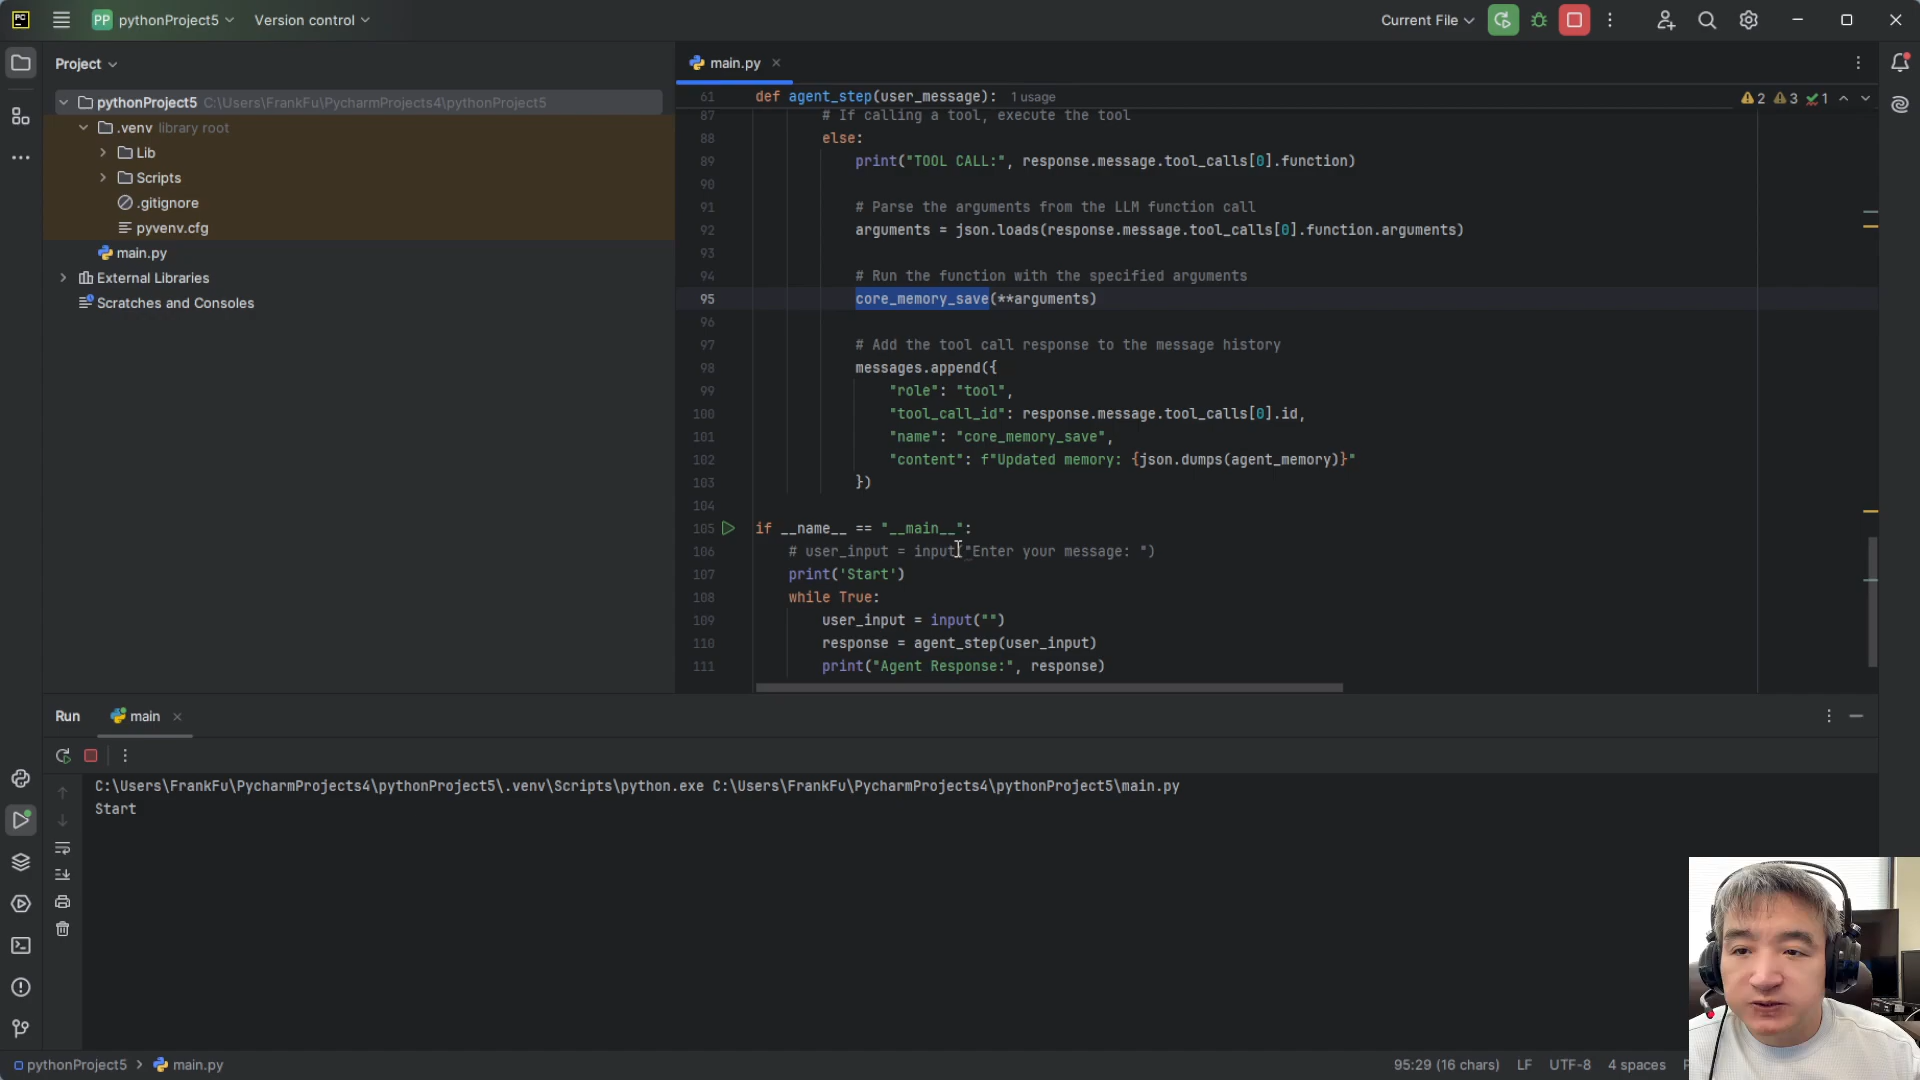 PC
PP pythonProject5
Version control
Current File
Project
main.py
pythonProject5 C:\Users\FrankFu\PycharmProjects4\pythonProject5
.venv library root
Lib
Scripts
.gitignore
pyvenv.cfg
main.py
External Libraries
Scratches and Consoles
61 def agent_step(user_message): 1 usage
2 3 1
87 # If calling a tool, execute the tool
88 else:
89 print("TOOL CALL:", response.message.tool_calls[0].function)
90
91 # Parse the arguments from the LLM function call
92 arguments = json.loads(response.message.tool_calls[0].function.arguments)
93
94 # Run the function with the specified arguments
95 core_memory_save(**arguments)
96
97 # Add the tool call response to the message history
98 messages.append({
99 "role": "tool",
100 "tool_call_id": response.message.tool_calls[0].id,
101 "name": "core_memory_save",
102 "content": f"Updated memory: {json.dumps(agent_memory)}"
103 })
104
105 if __name__ == "__main__":
106 # user_input = input("Enter your message: ")
107 print('Start')
108 while True:
109 user_input = input("")
110 response = agent_step(user_input)
111 print("Agent Response:", response)
Run main
C:\Users\FrankFu\PycharmProjects4\pythonProject5\.venv\Scripts\python.exe C:\Users\FrankFu\PycharmProjects4\pythonProject5\main.py
Start
pythonProject5 > main.py
95:29 (16 chars) LF UTF-8 4 spaces